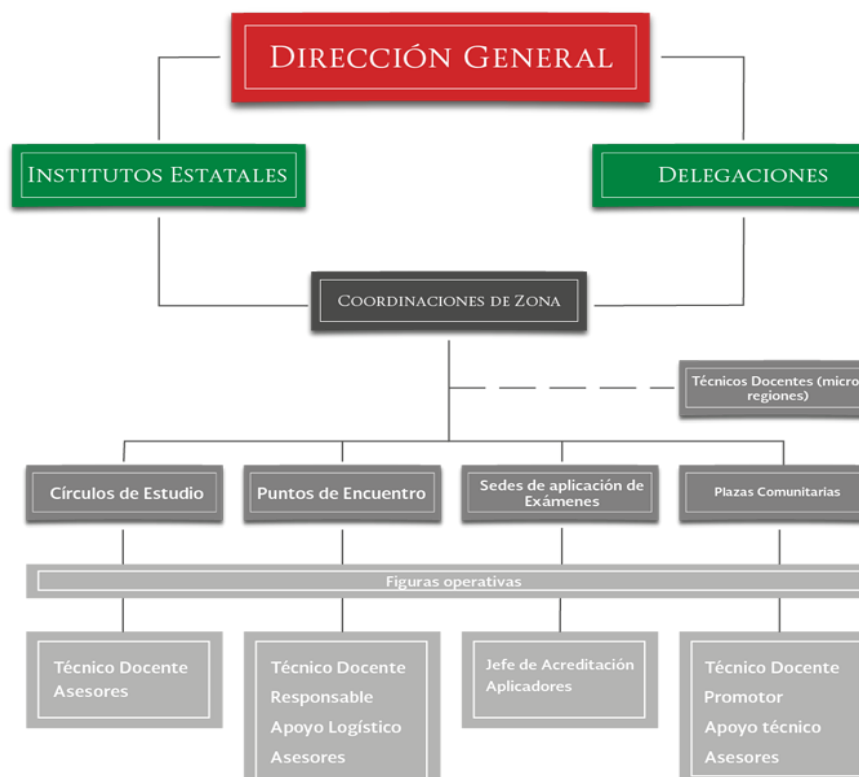 DIRECCIÓN GENERAL
INSTITUTOS ESTATALES
DELEGACIONES
COORDINACIONES DE ZONA
Técnicos Docentes (micro
regiones)
Círculos de Estudio
Puntos de Encuentro
Sedes de aplicación de
Exámenes
Plazas Comunitarias
Figuras operativas
Técnico Docente
Asesores
Técnico Docente
Responsable
Apoyo Logístico
Asesores
Jefe de Acreditación
Aplicadores
Técnico Docente
Promotor
Apoyo técnico
Asesores